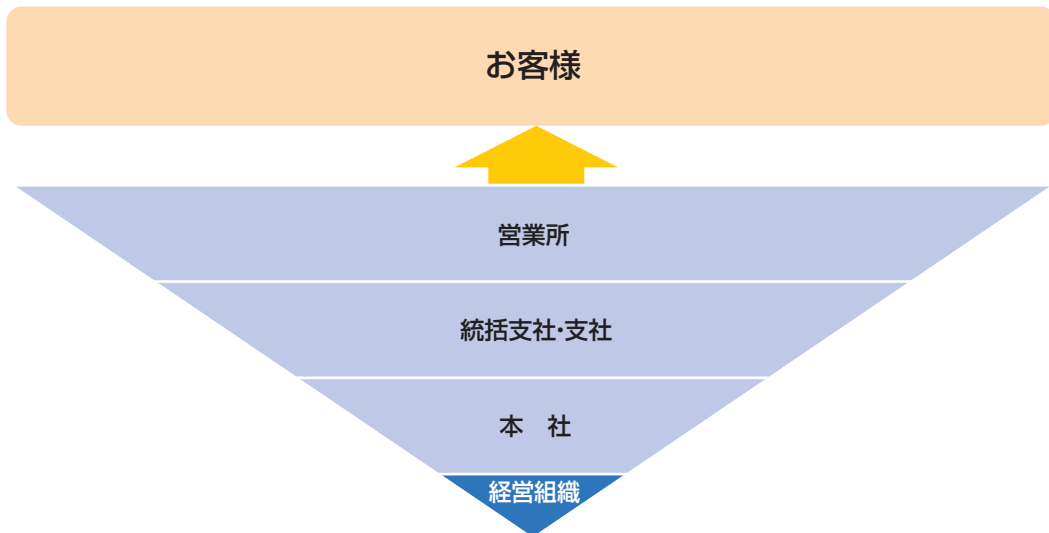 お客様
営業所
統括支社・支社
本　社
経営組織